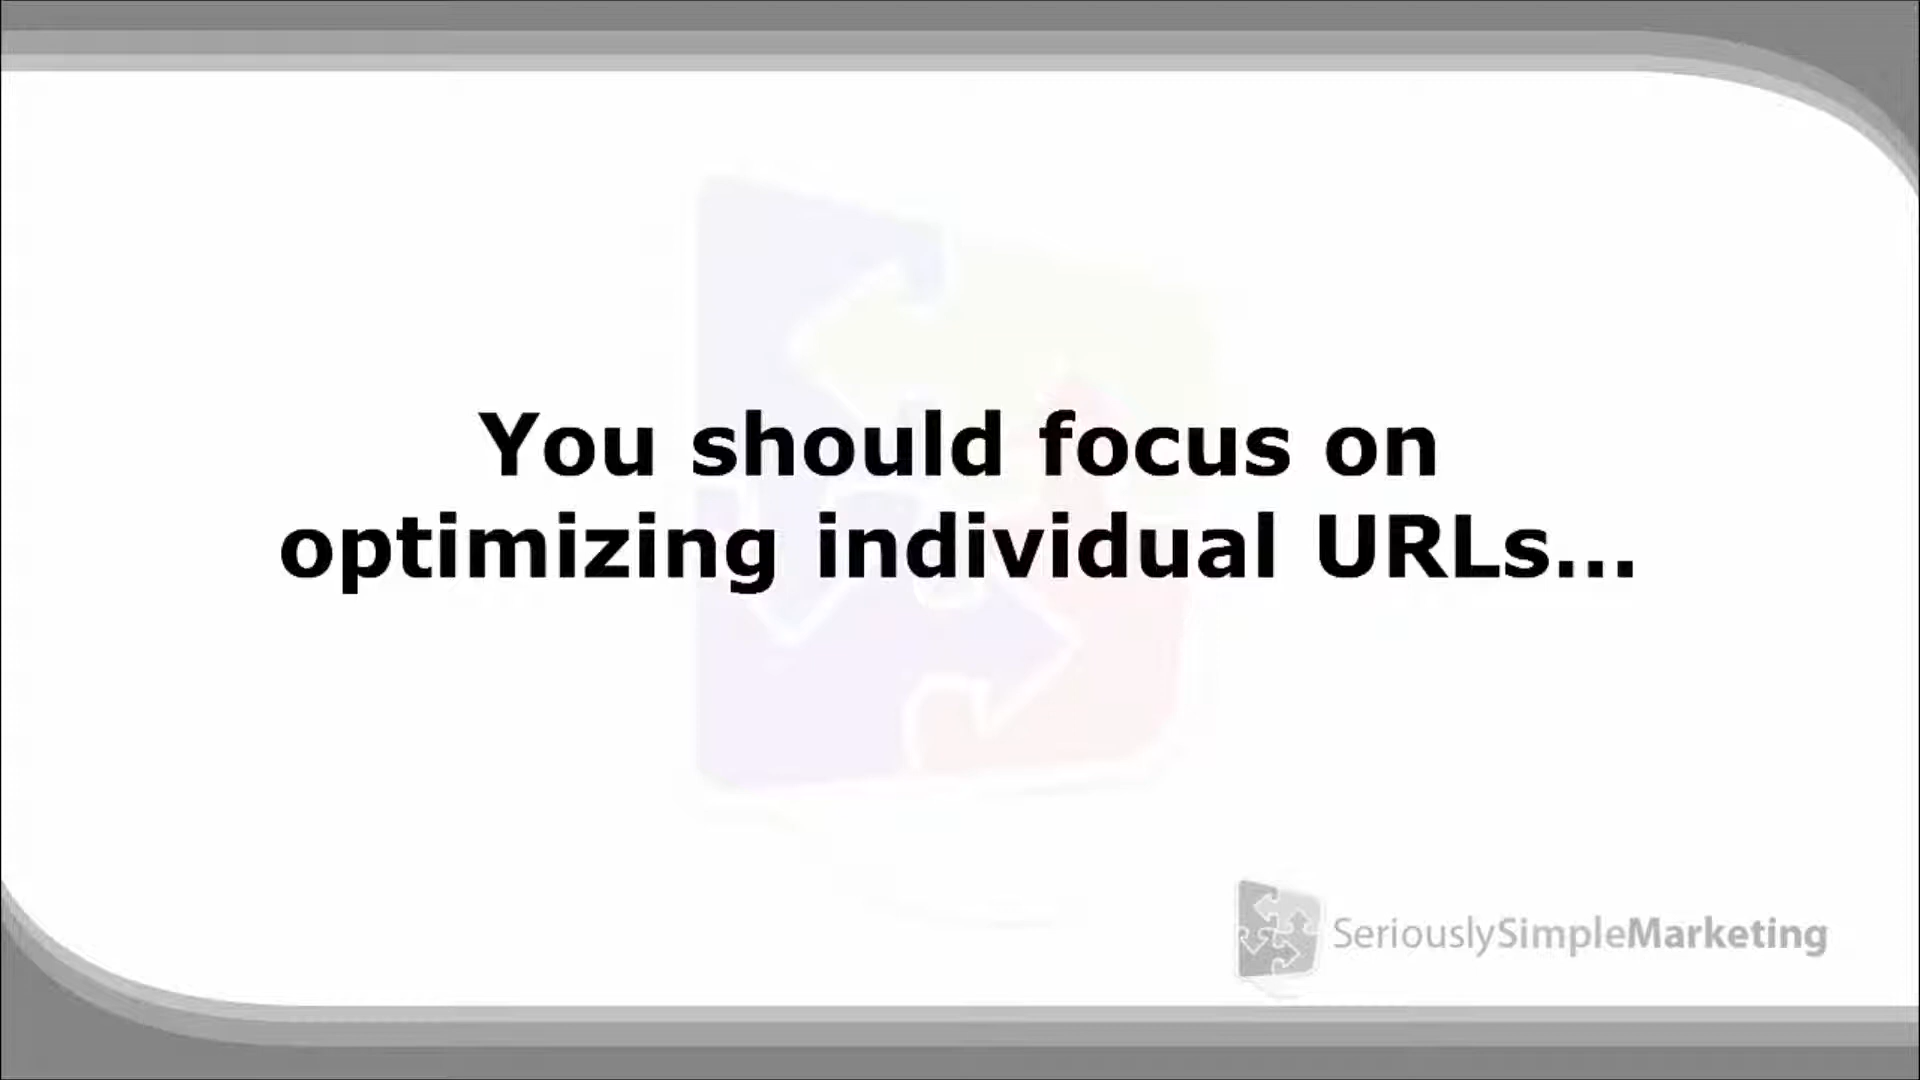 You should focus on
optimizing individual URLs...
SeriouslySimpleMarketing